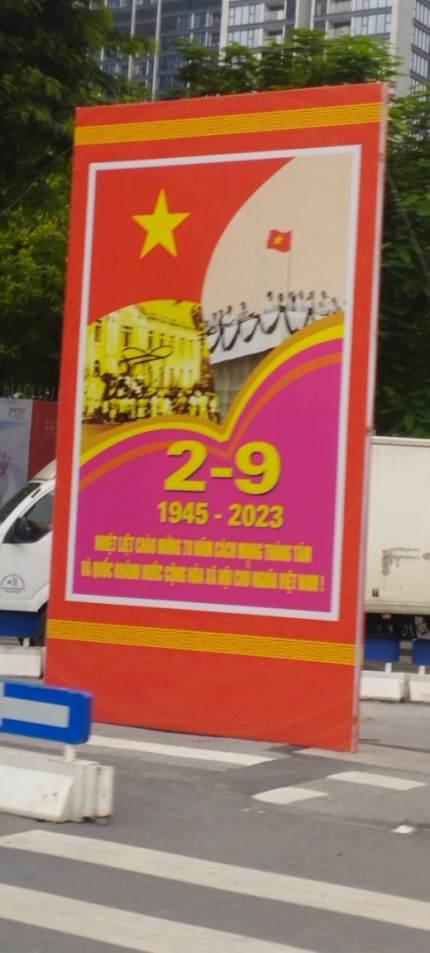 2-9
1945 - 2023
NHIỆT LIỆT CHÀO MỪNG 78 NĂM CÁCH MẠNG THÁNG TÁM
VÀ QUỐC KHÁNH NƯỚC CỘNG HÒA XÃ HỘI CHỦ NGHĨA VIỆT NAM !